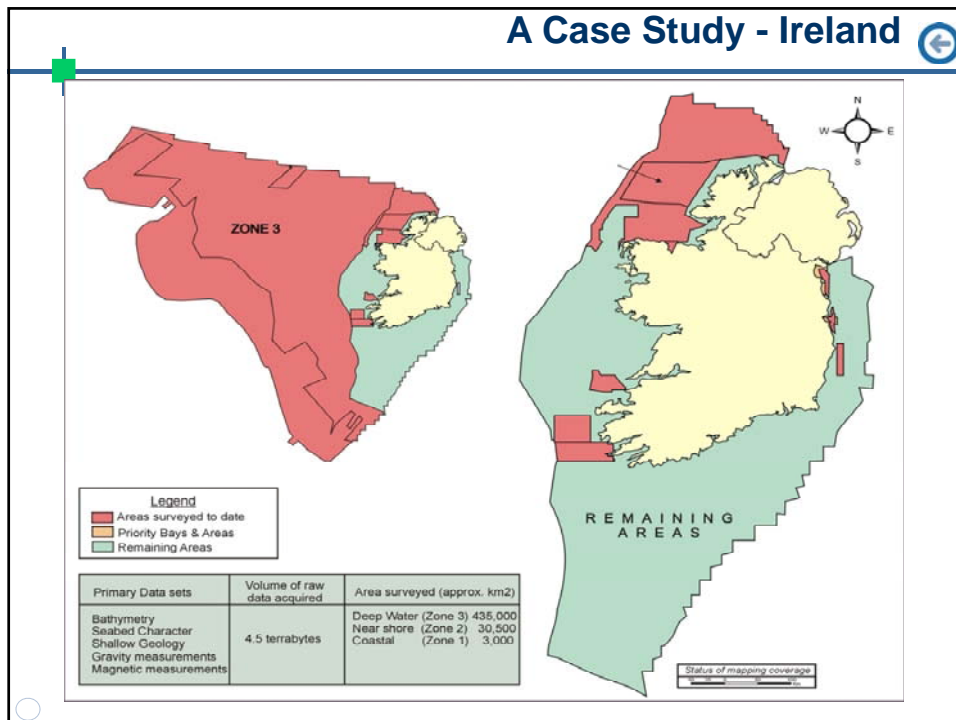 A Case Study - Ireland
N
W E
S
ZONE 3
REMAINING
AREAS
Legend
Areas surveyed to date
Priority Bays & Areas
Remaining Areas
Primary Data sets
Volume of raw
data acquired
Area surveyed (approx. km2)
Bathymetry
Seabed Character
Shallow Geology
Gravity measurements
Magnetic measurements
4.5 terrabytes
Deep Water (Zone 3) 435,000
Near shore (Zone 2) 30,500
Coastal (Zone 1) 3,000
Status of mapping coverage